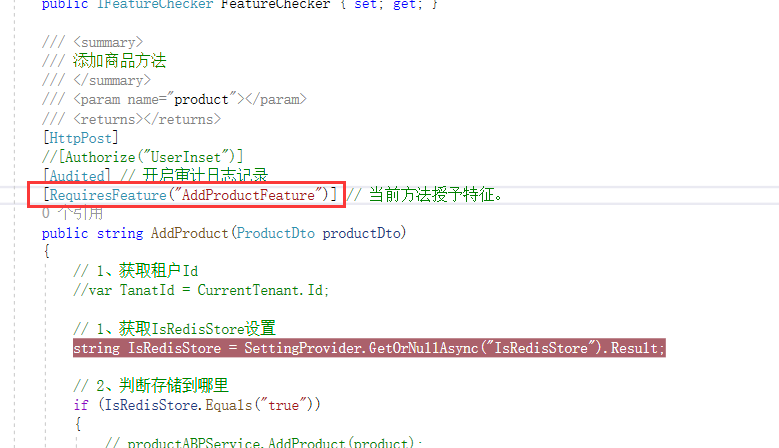 public IFeatureChecker FeatureChecker { set; get; }
/// <summary>
/// 添加商品方法
/// </summary>
/// <param name="product"></param>
/// <returns></returns>
[HttpPost]
//[Authorize("UserInset")]
[Audited] // 开启审计日志记录
[RequiresFeature("AddProductFeature")] // 当前方法授予特征。
0 个引用
public string AddProduct(ProductDto productDto)
{
// 1、获取租户Id
//var TanatId = CurrentTenant.Id;
// 1、获取IsRedisStore设置
string IsRedisStore = SettingProvider.GetOrNullAsync("IsRedisStore").Result;
// 2、判断存储到哪里
if (IsRedisStore.Equals("true"))
{
// productABPService.AddProduct(product);